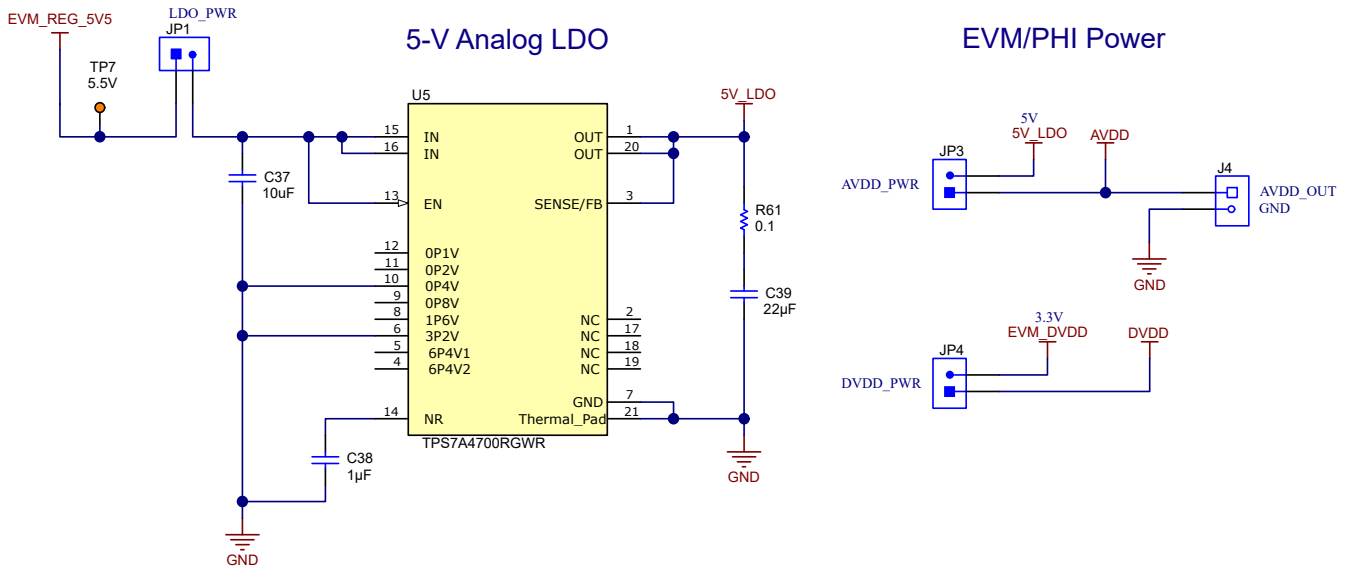 5-V Analog LDO
EVM/PHI Power
EVM_REG_5V5
LDO_PWR
JP1
TP7
5.5V
C37
10uF
U5
15 IN
16 IN
13 EN
12 0P1V
11 0P2V
10 0P4V
9 0P8V
8 1P6V
6 3P2V
5 6P4V1
4 6P4V2
14 NR
OUT 1
OUT 20
SENSE/FB 3
NC 2
NC 17
NC 18
NC 19
GND 7
Thermal_Pad 21
TPS7A4700RGWR
C38
1µF
GND
5V_LDO
R61
0.1
C39
22µF
GND
5V
5V_LDO
AVDD
JP3
AVDD_PWR
J4
AVDD_OUT
GND
GND
3.3V
EVM_DVDD
DVDD
JP4
DVDD_PWR